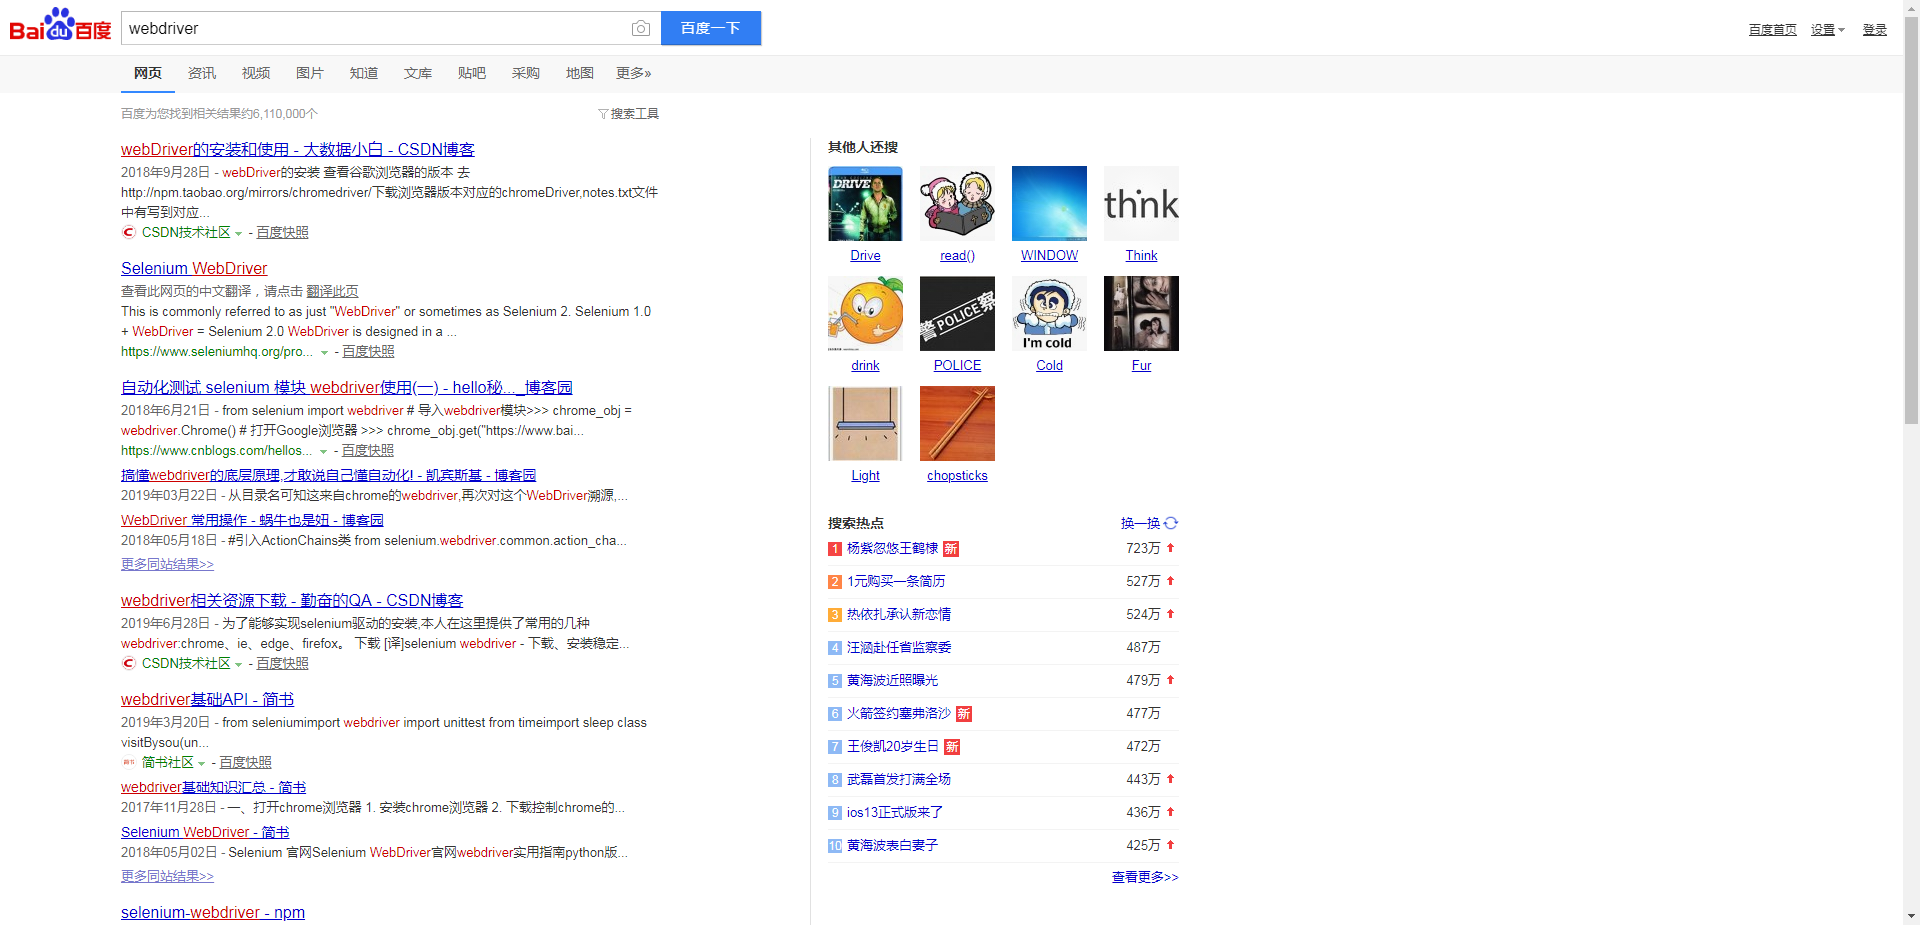 Bai du 百度
webdriver
百度一下
百度首页 设置 登录
网页 资讯 视频 图片 知道 文库 贴吧 采购 地图 更多»
百度为您找到相关结果约6,110,000个
搜索工具
webDriver的安装和使用 - 大数据小白 - CSDN博客
2018年9月28日 - webDriver的安装 查看谷歌浏览器的版本 去
http://npm.taobao.org/mirrors/chromedriver/下载浏览器版本对应的chromeDriver,notes.txt文件
中有写到对应...
CSDN技术社区 - 百度快照
Selenium WebDriver
查看此网页的中文翻译，请点击 翻译此页
This is commonly referred to as just "WebDriver" or sometimes as Selenium 2. Selenium 1.0
+ WebDriver = Selenium 2.0 WebDriver is designed in a ...
https://www.seleniumhq.org/pro... - 百度快照
自动化测试 selenium 模块 webdriver使用(一) - hello秘..._博客园
2018年6月21日 - from selenium import webdriver # 导入webdriver模块>>> chrome_obj =
webdriver.Chrome() # 打开Google浏览器 >>> chrome_obj.get("https://www.bai...
https://www.cnblogs.com/hellos... - 百度快照
搞懂webdriver的底层原理,才敢说自己懂自动化! - 凯宾斯基 - 博客园
2019年03月22日 - 从目录名可知这来自chrome的webdriver,再次对这个WebDriver溯源,...
WebDriver 常用操作 - 蜗牛也是妞 - 博客园
2018年05月18日 - #引入ActionChains类 from selenium.webdriver.common.action_cha...
更多同站结果>>
webdriver相关资源下载 - 勤奋的QA - CSDN博客
2019年6月28日 - 为了能够实现selenium驱动的安装,本人在这里提供了常用的几种
webdriver:chrome、ie、edge、firefox。 下载 [译]selenium webdriver - 下载、安装稳定...
CSDN技术社区 - 百度快照
webdriver基础API - 简书
2019年3月20日 - from seleniumimport webdriver import unittest from timeimport sleep class
visitBysou(un...
简书社区 - 百度快照
webdriver基础知识汇总 - 简书
2017年11月28日 - 一、打开chrome浏览器 1. 安装chrome浏览器 2. 下载控制chrome的...
Selenium WebDriver - 简书
2018年05月02日 - Selenium 官网Selenium WebDriver官网webdriver实用指南python版...
更多同站结果>>
selenium-webdriver - npm
其他人还搜
DRIVE
think
Drive read() WINDOW Think
警 POLICE 察
I'm cold
drink POLICE Cold Fur
Light chopsticks
搜索热点 换一换
1 杨紫忽悠王鹤棣 新 723万
2 1元购买一条简历 527万
3 热依扎承认新恋情 524万
4 汪涵赴任省监察委 487万
5 黄海波近照曝光 479万
6 火箭签约塞弗洛沙 新 477万
7 王俊凯20岁生日 新 472万
8 武磊首发打满全场 443万
9 ios13正式版来了 436万
10 黄海波表白妻子 425万
查看更多>>